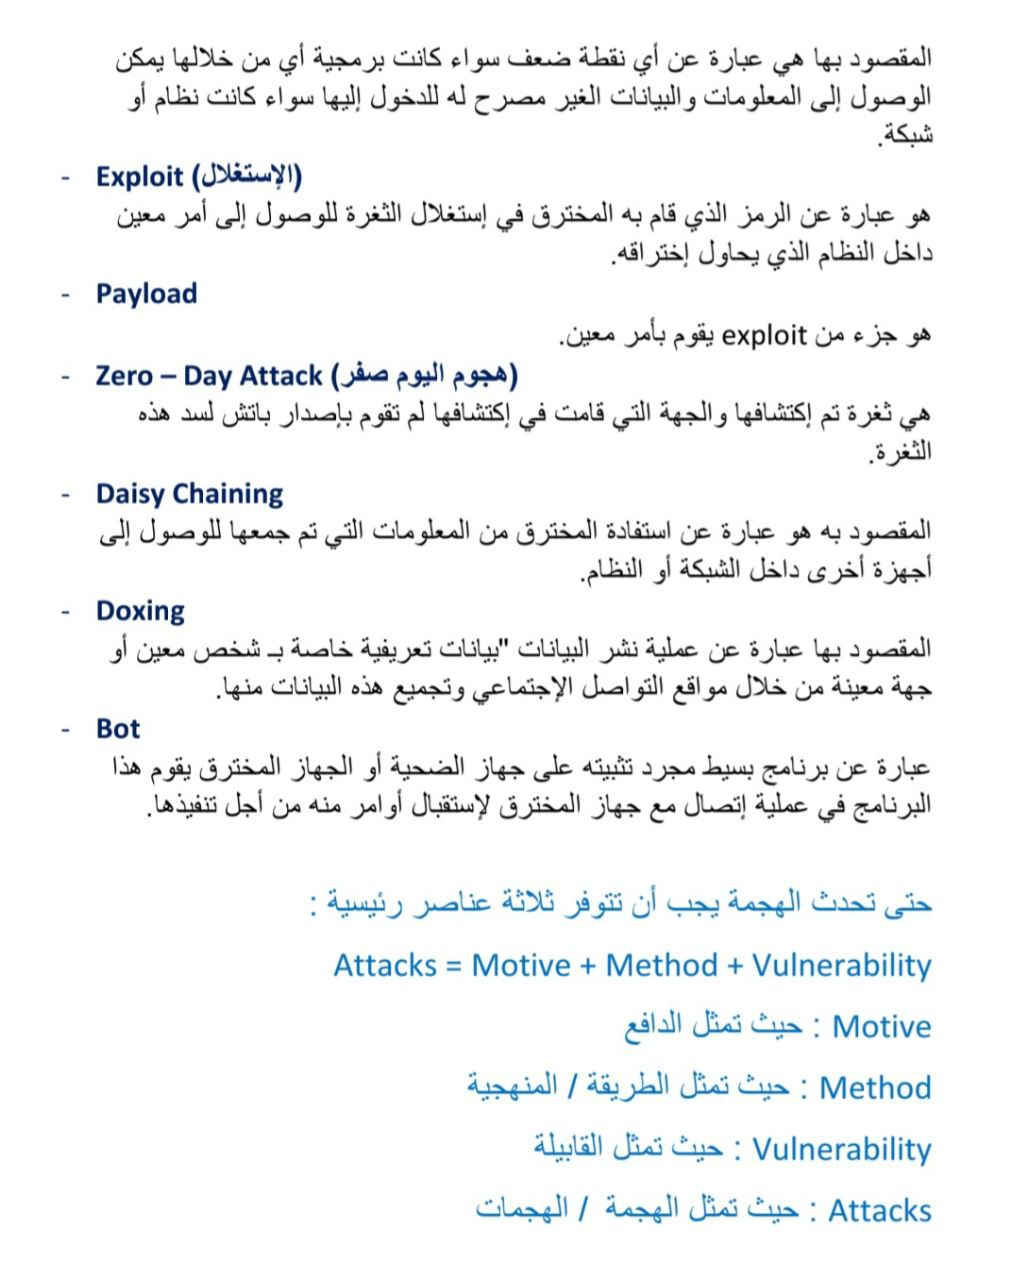 المقصود بها هي عبارة عن أي نقطة ضعف سواء كانت برمجية أي من خلالها يمكن
الوصول إلى المعلومات والبيانات الغير مصرح له للدخول إليها سواء كانت نظام أو
شبكة.
- Exploit (الإستغلال)
هو عبارة عن الرمز الذي قام به المخترق في إستغلال الثغرة للوصول إلى أمر معين
داخل النظام الذي يحاول إختراقه.
- Payload
هو جزء من exploit يقوم بأمر معين.
- Zero – Day Attack (هجوم اليوم صفر)
هي ثغرة تم إكتشافها والجهة التي قامت في إكتشافها لم تقوم بإصدار باتش لسد هذه
الثغرة.
- Daisy Chaining
المقصود به هو عبارة عن استفادة المخترق من المعلومات التي تم جمعها للوصول إلى
أجهزة أخرى داخل الشبكة أو النظام.
- Doxing
المقصود بها عبارة عن عملية نشر البيانات "بيانات تعريفية خاصة بـ شخص معين أو
جهة معينة من خلال مواقع التواصل الإجتماعي وتجميع هذه البيانات منها.
- Bot
عبارة عن برنامج بسيط مجرد تثبيته على جهاز الضحية أو الجهاز المخترق يقوم هذا
البرنامج في عملية إتصال مع جهاز المخترق لإستقبال أوامر منه من أجل تنفيذها.
حتى تحدث الهجمة يجب أن تتوفر ثلاثة عناصر رئيسية :
Attacks = Motive + Method + Vulnerability
Motive : حيث تمثل الدافع
Method : حيث تمثل الطريقة / المنهجية
Vulnerability : حيث تمثل القابيلة
Attacks : حيث تمثل الهجمة / الهجمات